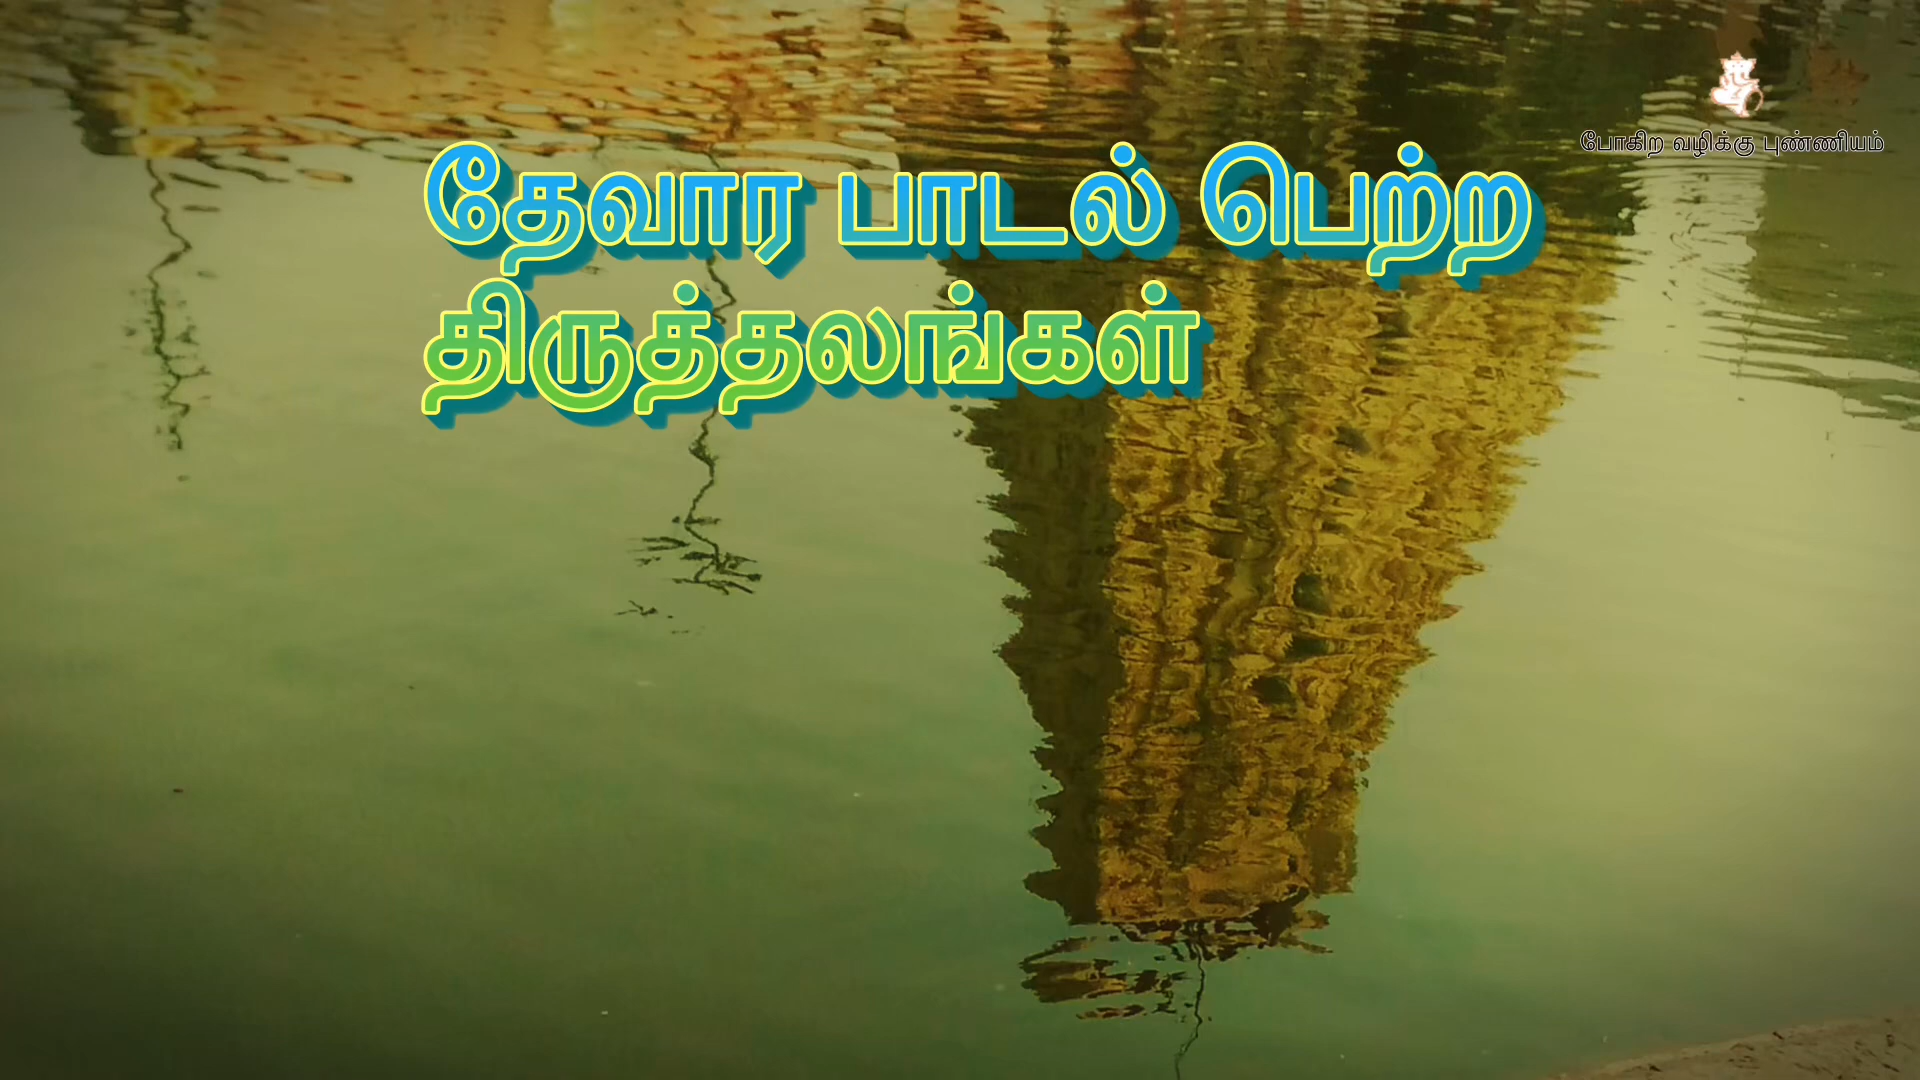 போகிற வழிக்கு புண்ணியம்
தேவார பாடல் பெற்ற
திருத்தலங்கள்